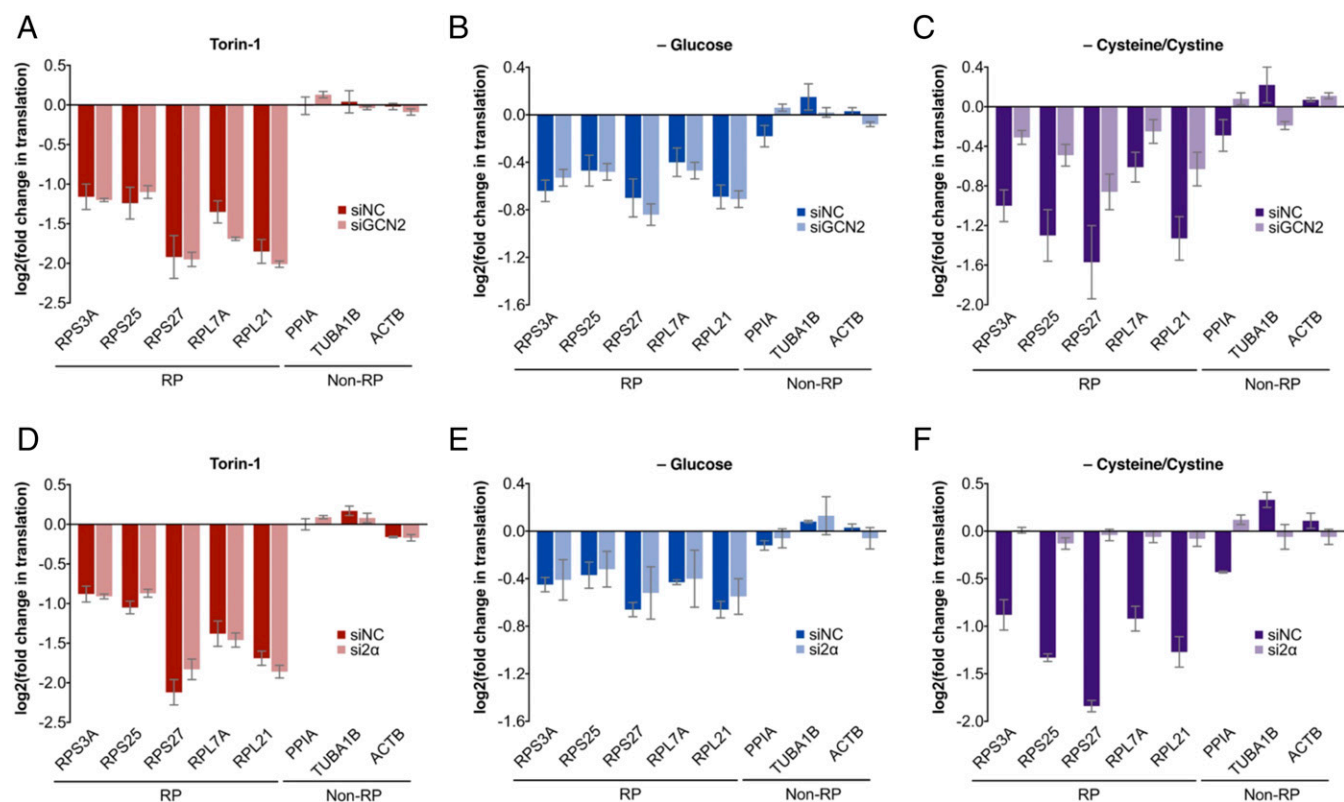 A
Torin-1
log2(fold change in translation)
0.5
0.0
-0.5
-1.0
-1.5
-2.0
-2.5
siNC
siGCN2
RPS3A
RPS25
RPS27
RPL7A
RPL21
PPIA
TUBA1B
ACTB
RP
Non-RP
B
– Glucose
log2(fold change in translation)
0.4
0.0
-0.4
-0.8
-1.2
-1.6
siNC
siGCN2
RPS3A
RPS25
RPS27
RPL7A
RPL21
PPIA
TUBA1B
ACTB
RP
Non-RP
C
– Cysteine/Cystine
log2(fold change in translation)
0.4
0.0
-0.4
-0.8
-1.2
-1.6
-2.0
siNC
siGCN2
RPS3A
RPS25
RPS27
RPL7A
RPL21
PPIA
TUBA1B
ACTB
RP
Non-RP
D
Torin-1
log2(fold change in translation)
0.5
0.0
-0.5
-1.0
-1.5
-2.0
-2.5
siNC
si2α
RPS3A
RPS25
RPS27
RPL7A
RPL21
PPIA
TUBA1B
ACTB
RP
Non-RP
E
– Glucose
log2(fold change in translation)
0.4
0.0
-0.4
-0.8
-1.2
-1.6
siNC
si2α
RPS3A
RPS25
RPS27
RPL7A
RPL21
PPIA
TUBA1B
ACTB
RP
Non-RP
F
– Cysteine/Cystine
log2(fold change in translation)
0.5
0.0
-0.5
-1.0
-1.5
-2.0
siNC
si2α
RPS3A
RPS25
RPS27
RPL7A
RPL21
PPIA
TUBA1B
ACTB
RP
Non-RP